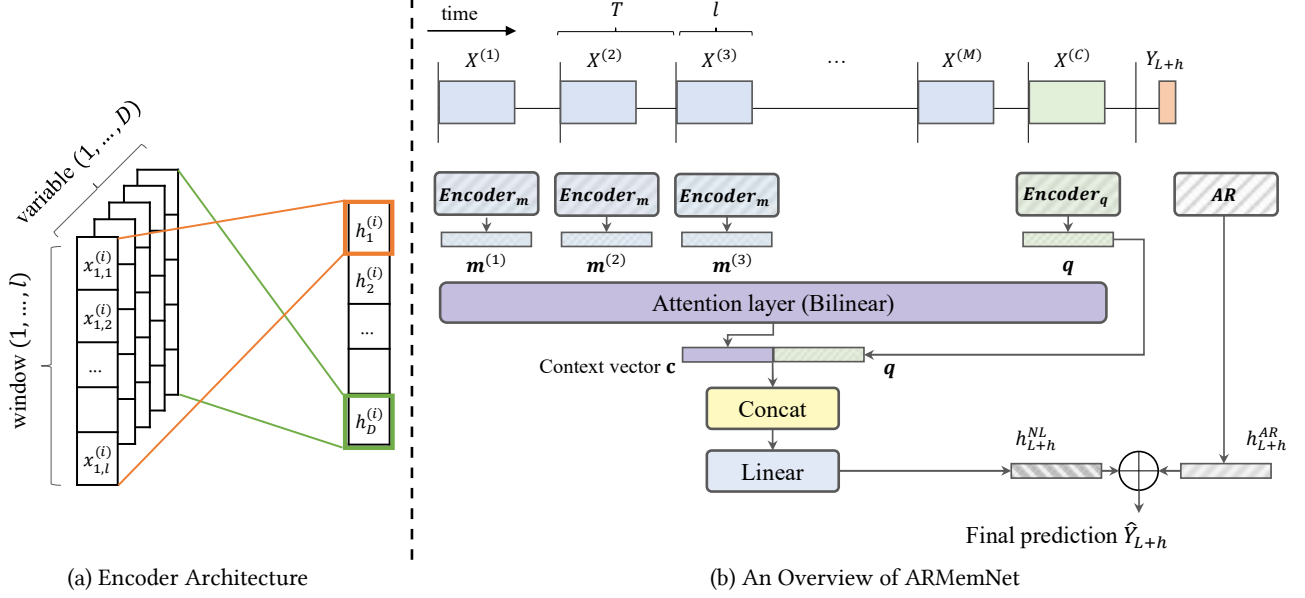 variable (1, ..., D)
window (1, ..., l)
x_{1,1}^{(i)}
x_{1,2}^{(i)}
...
x_{1,l}^{(i)}
h_1^{(i)}
h_2^{(i)}
...
h_D^{(i)}
(a) Encoder Architecture
time
T
l
X^{(1)} X^{(2)} X^{(3)} ... X^{(M)} X^{(C)} Y_{L+h}
Encoder_m Encoder_m Encoder_m Encoder_q AR
m^{(1)} m^{(2)} m^{(3)} q
Attention layer (Bilinear)
Context vector c q
Concat
Linear
h_{L+h}^{NL} h_{L+h}^{AR}
Final prediction Ŷ_{L+h}
(b) An Overview of ARMemNet